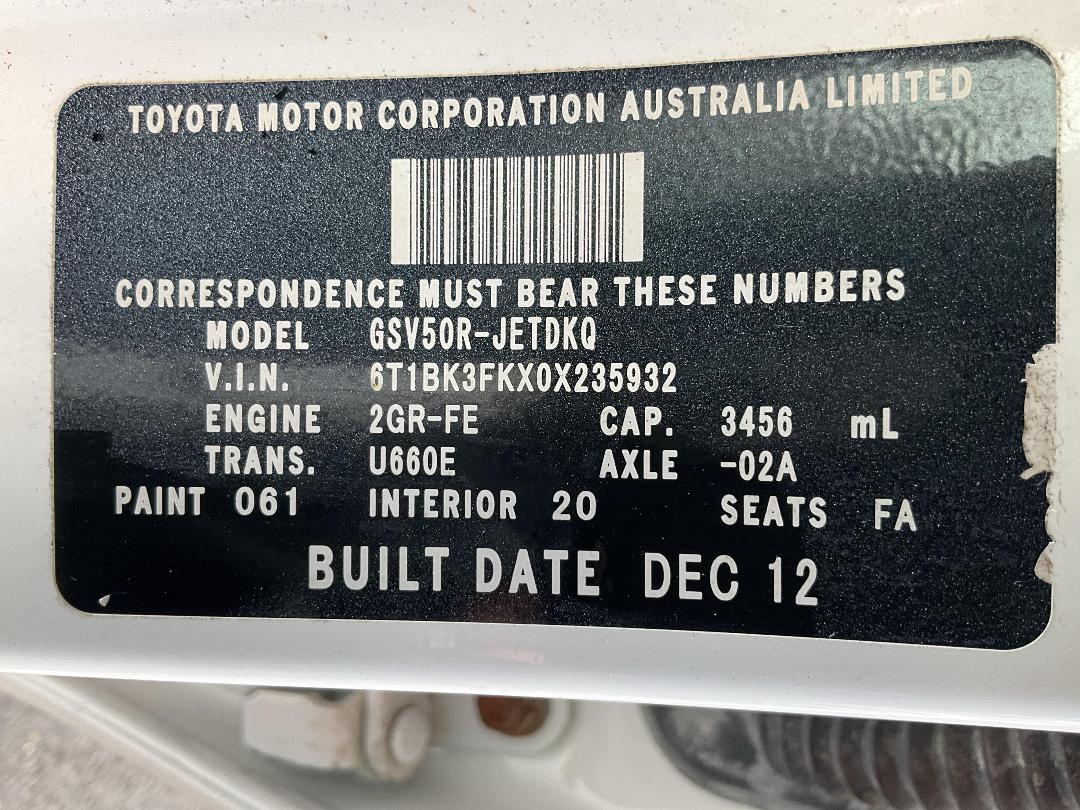 TOYOTA MOTOR CORPORATION AUSTRALIA LIMITED
CORRESPONDENCE MUST BEAR THESE NUMBERS
MODEL GSV50R-JETDKQ
V.I.N. 6T1BK3FKX0X235932
ENGINE 2GR-FE CAP. 3456 mL
TRANS. U660E AXLE -02A
PAINT 061 INTERIOR 20 SEATS FA
BUILT DATE DEC 12